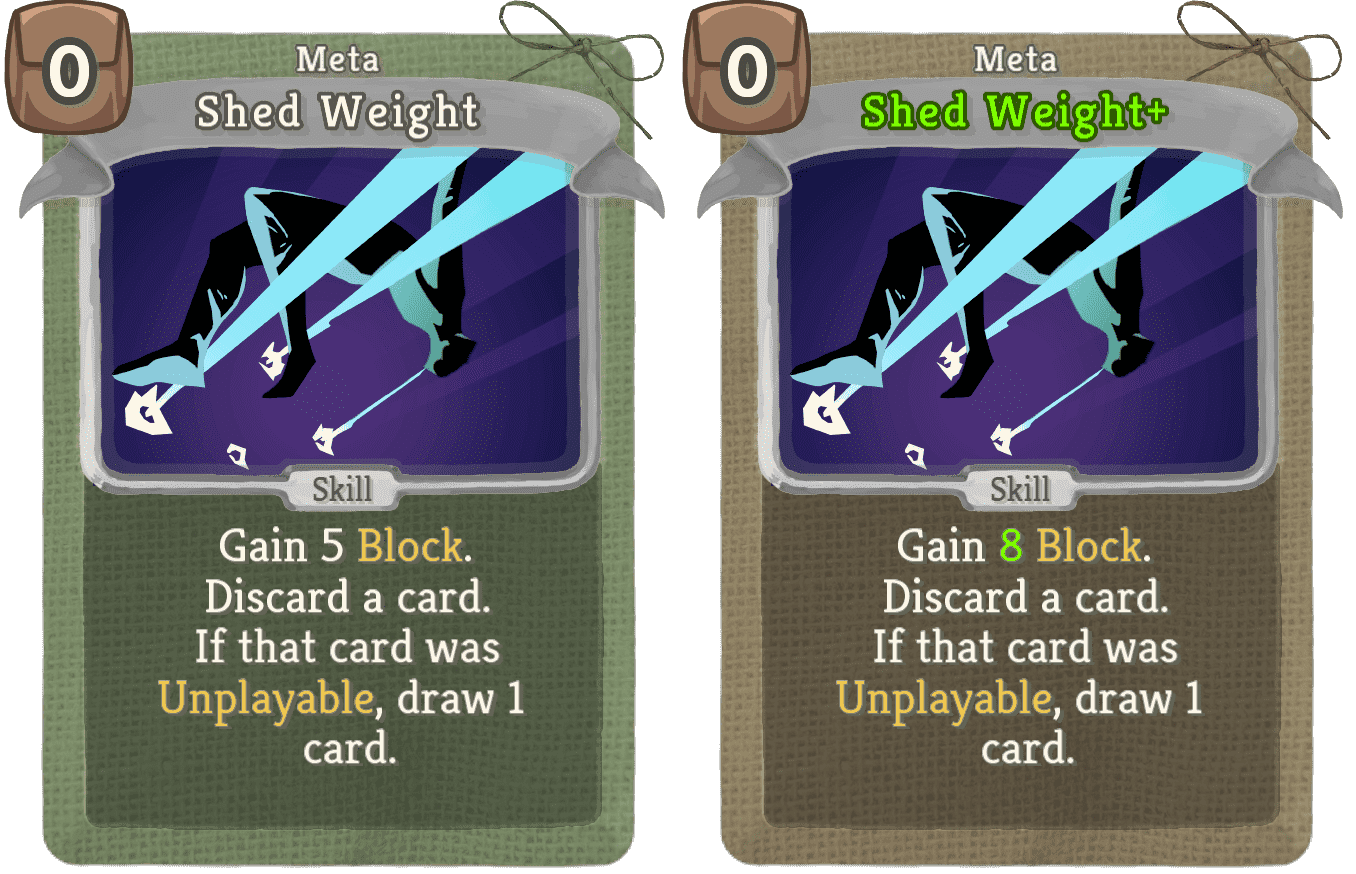 0
Meta
Shed Weight
Skill
Gain 5 Block.
Discard a card.
If that card was
Unplayable, draw 1
card.
0
Meta
Shed Weight+
Skill
Gain 8 Block.
Discard a card.
If that card was
Unplayable, draw 1
card.